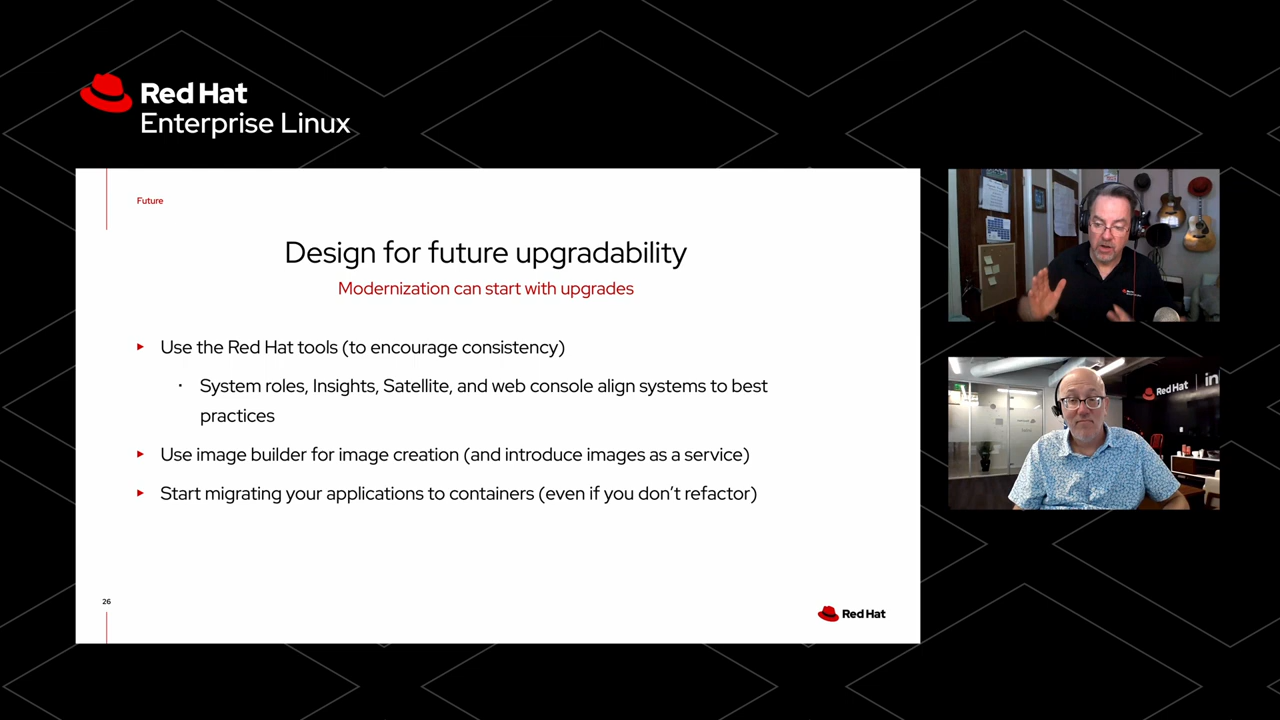 Red Hat
Enterprise Linux
Future
Design for future upgradability
Modernization can start with upgrades
Use the Red Hat tools (to encourage consistency)
System roles, Insights, Satellite, and web console align systems to best
practices
Use image builder for image creation (and introduce images as a service)
Start migrating your applications to containers (even if you don't refactor)
26
Red Hat
Red Hat
in